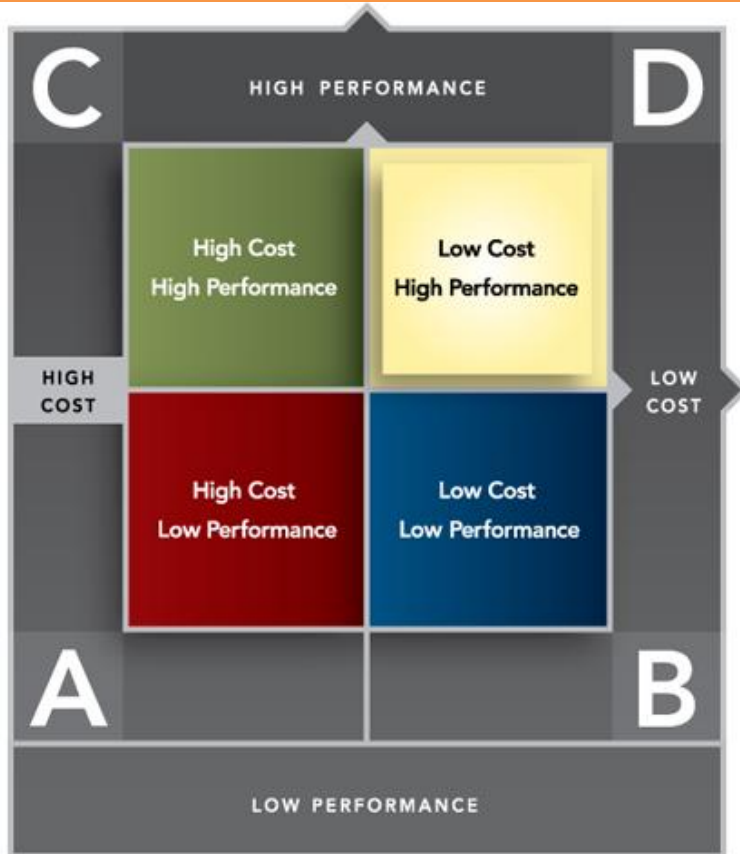 C
HIGH PERFORMANCE
D
High Cost
High Performance
Low Cost
High Performance
HIGH
COST
LOW
COST
High Cost
Low Performance
Low Cost
Low Performance
A
B
LOW PERFORMANCE